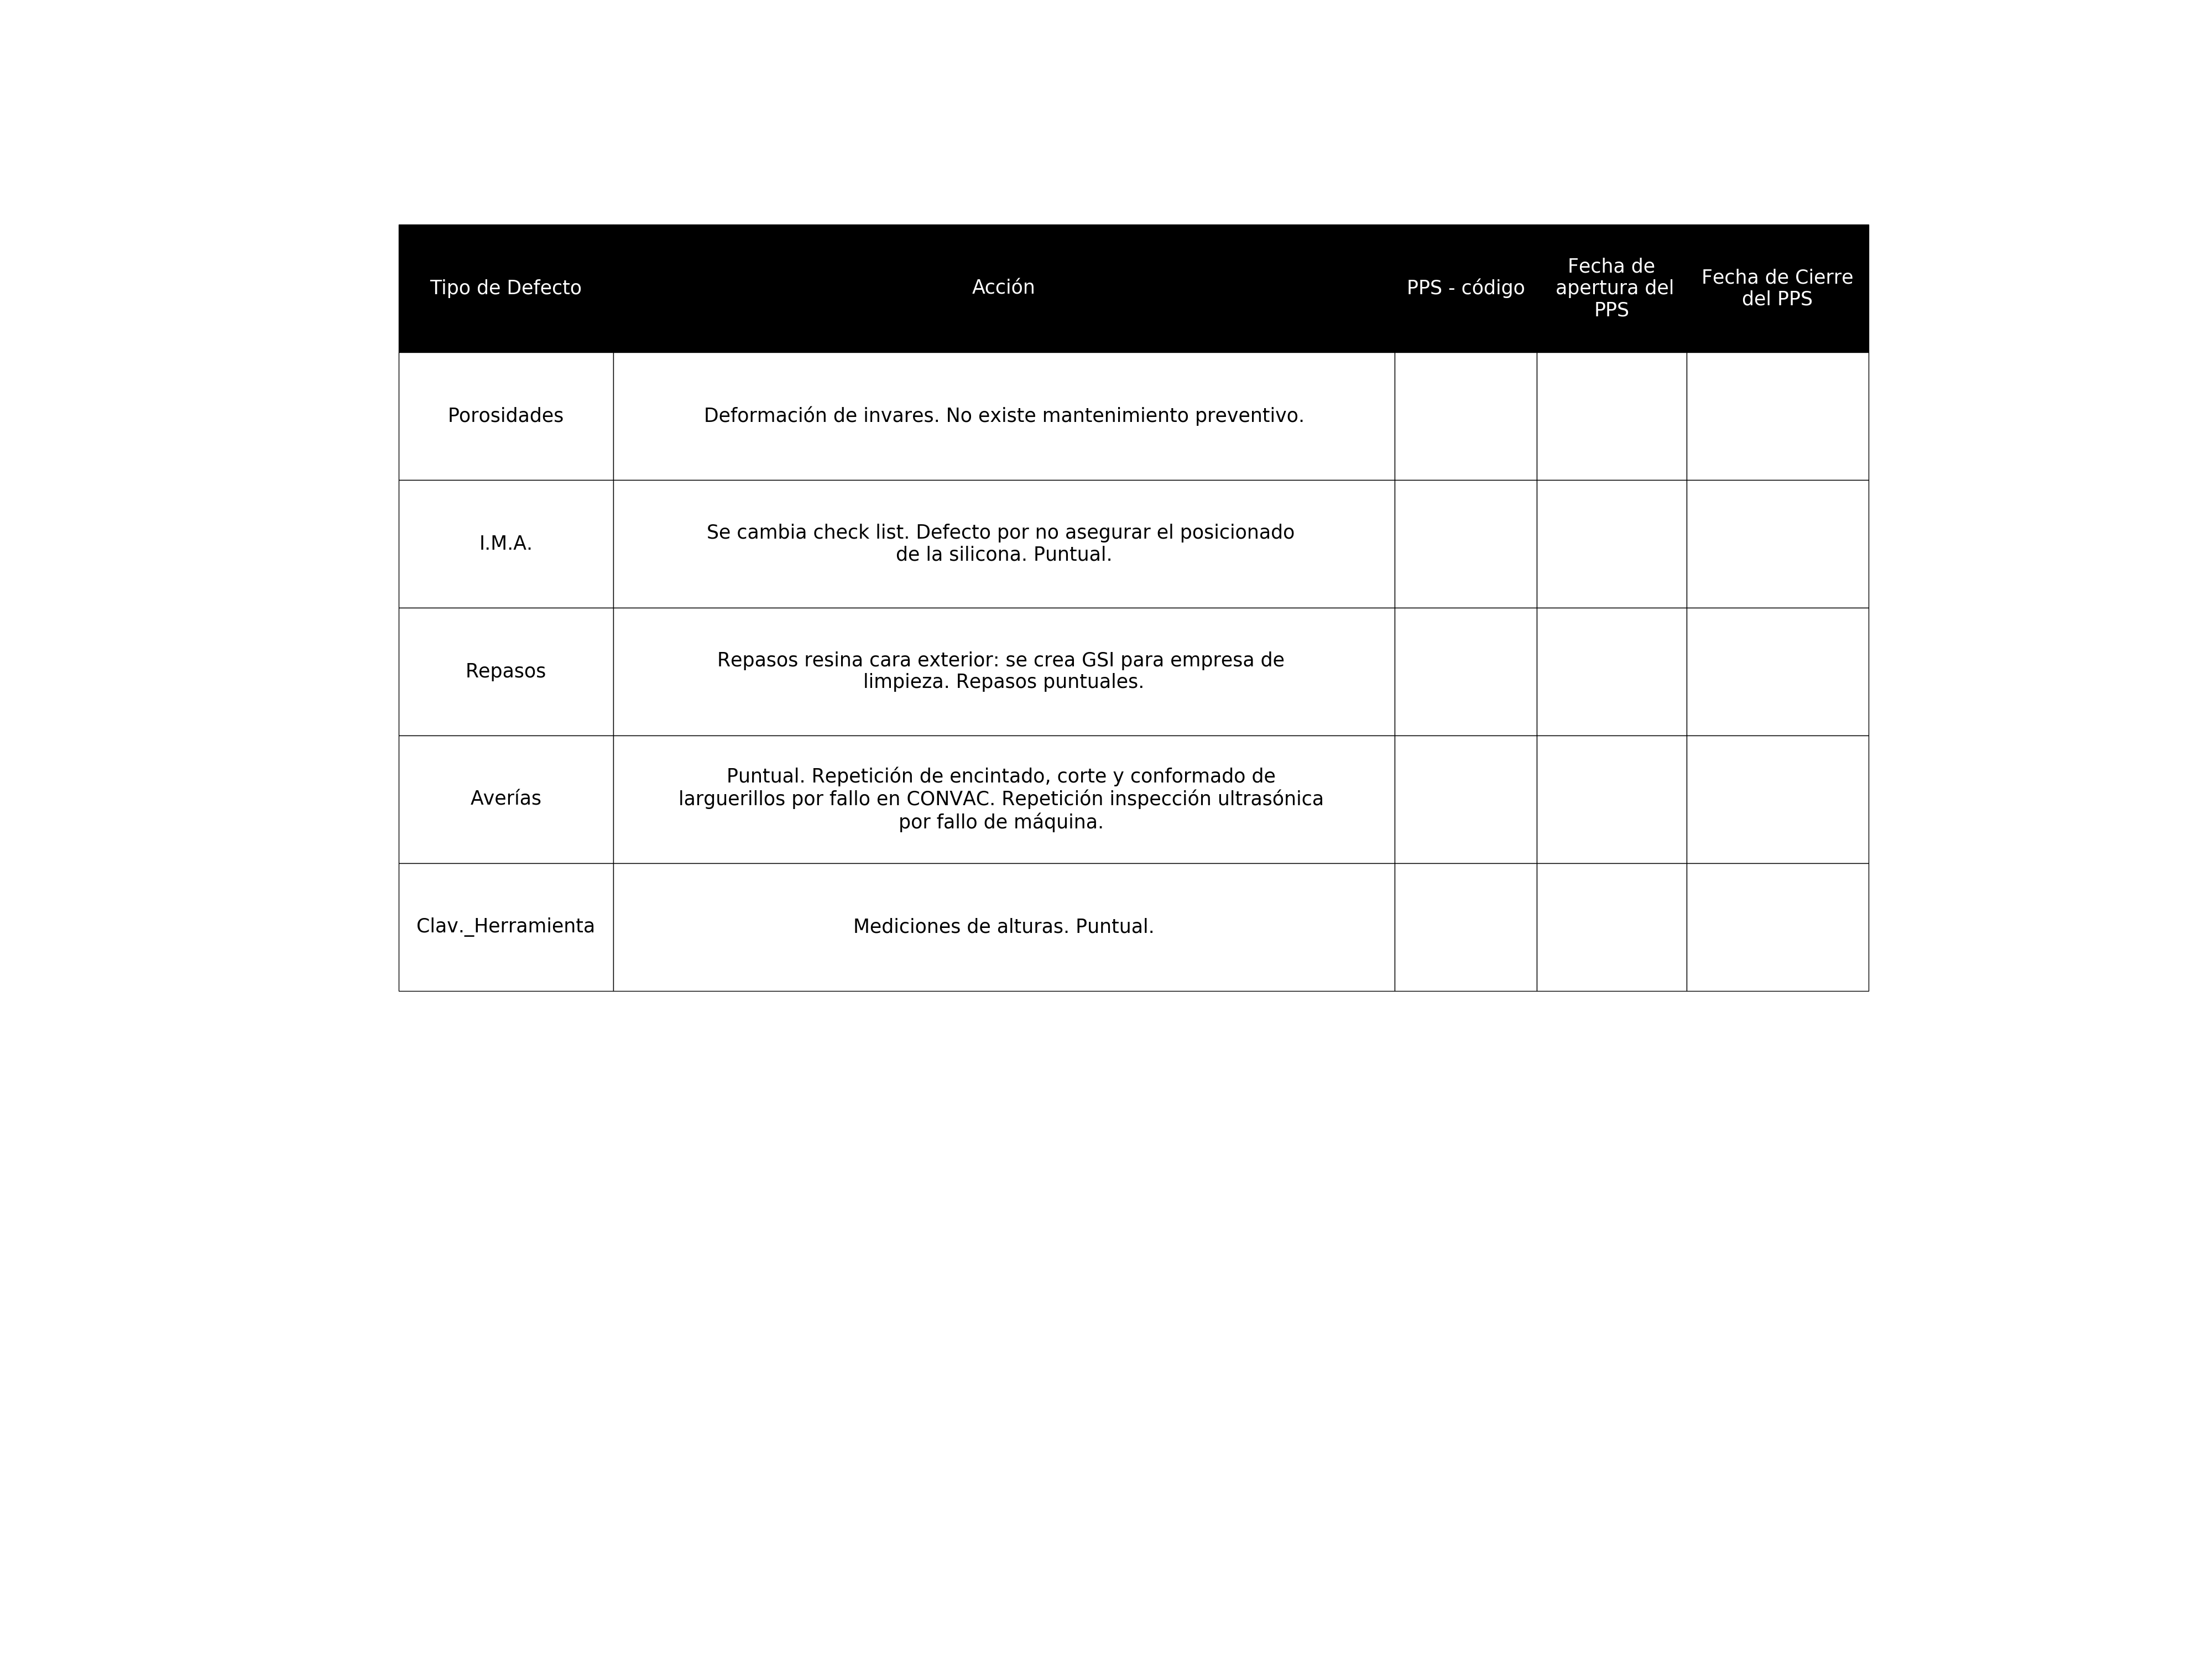 Tipo de Defecto
Acción
PPS - código
Fecha de
apertura del
PPS
Fecha de Cierre
del PPS
Porosidades
Deformación de invares. No existe mantenimiento preventivo.
I.M.A.
Se cambia check list. Defecto por no asegurar el posicionado
de la silicona. Puntual.
Repasos
Repasos resina cara exterior: se crea GSI para empresa de
limpieza. Repasos puntuales.
Averías
Puntual. Repetición de encintado, corte y conformado de
larguerillos por fallo en CONVAC. Repetición inspección ultrasónica
por fallo de máquina.
Clav._Herramienta
Mediciones de alturas. Puntual.